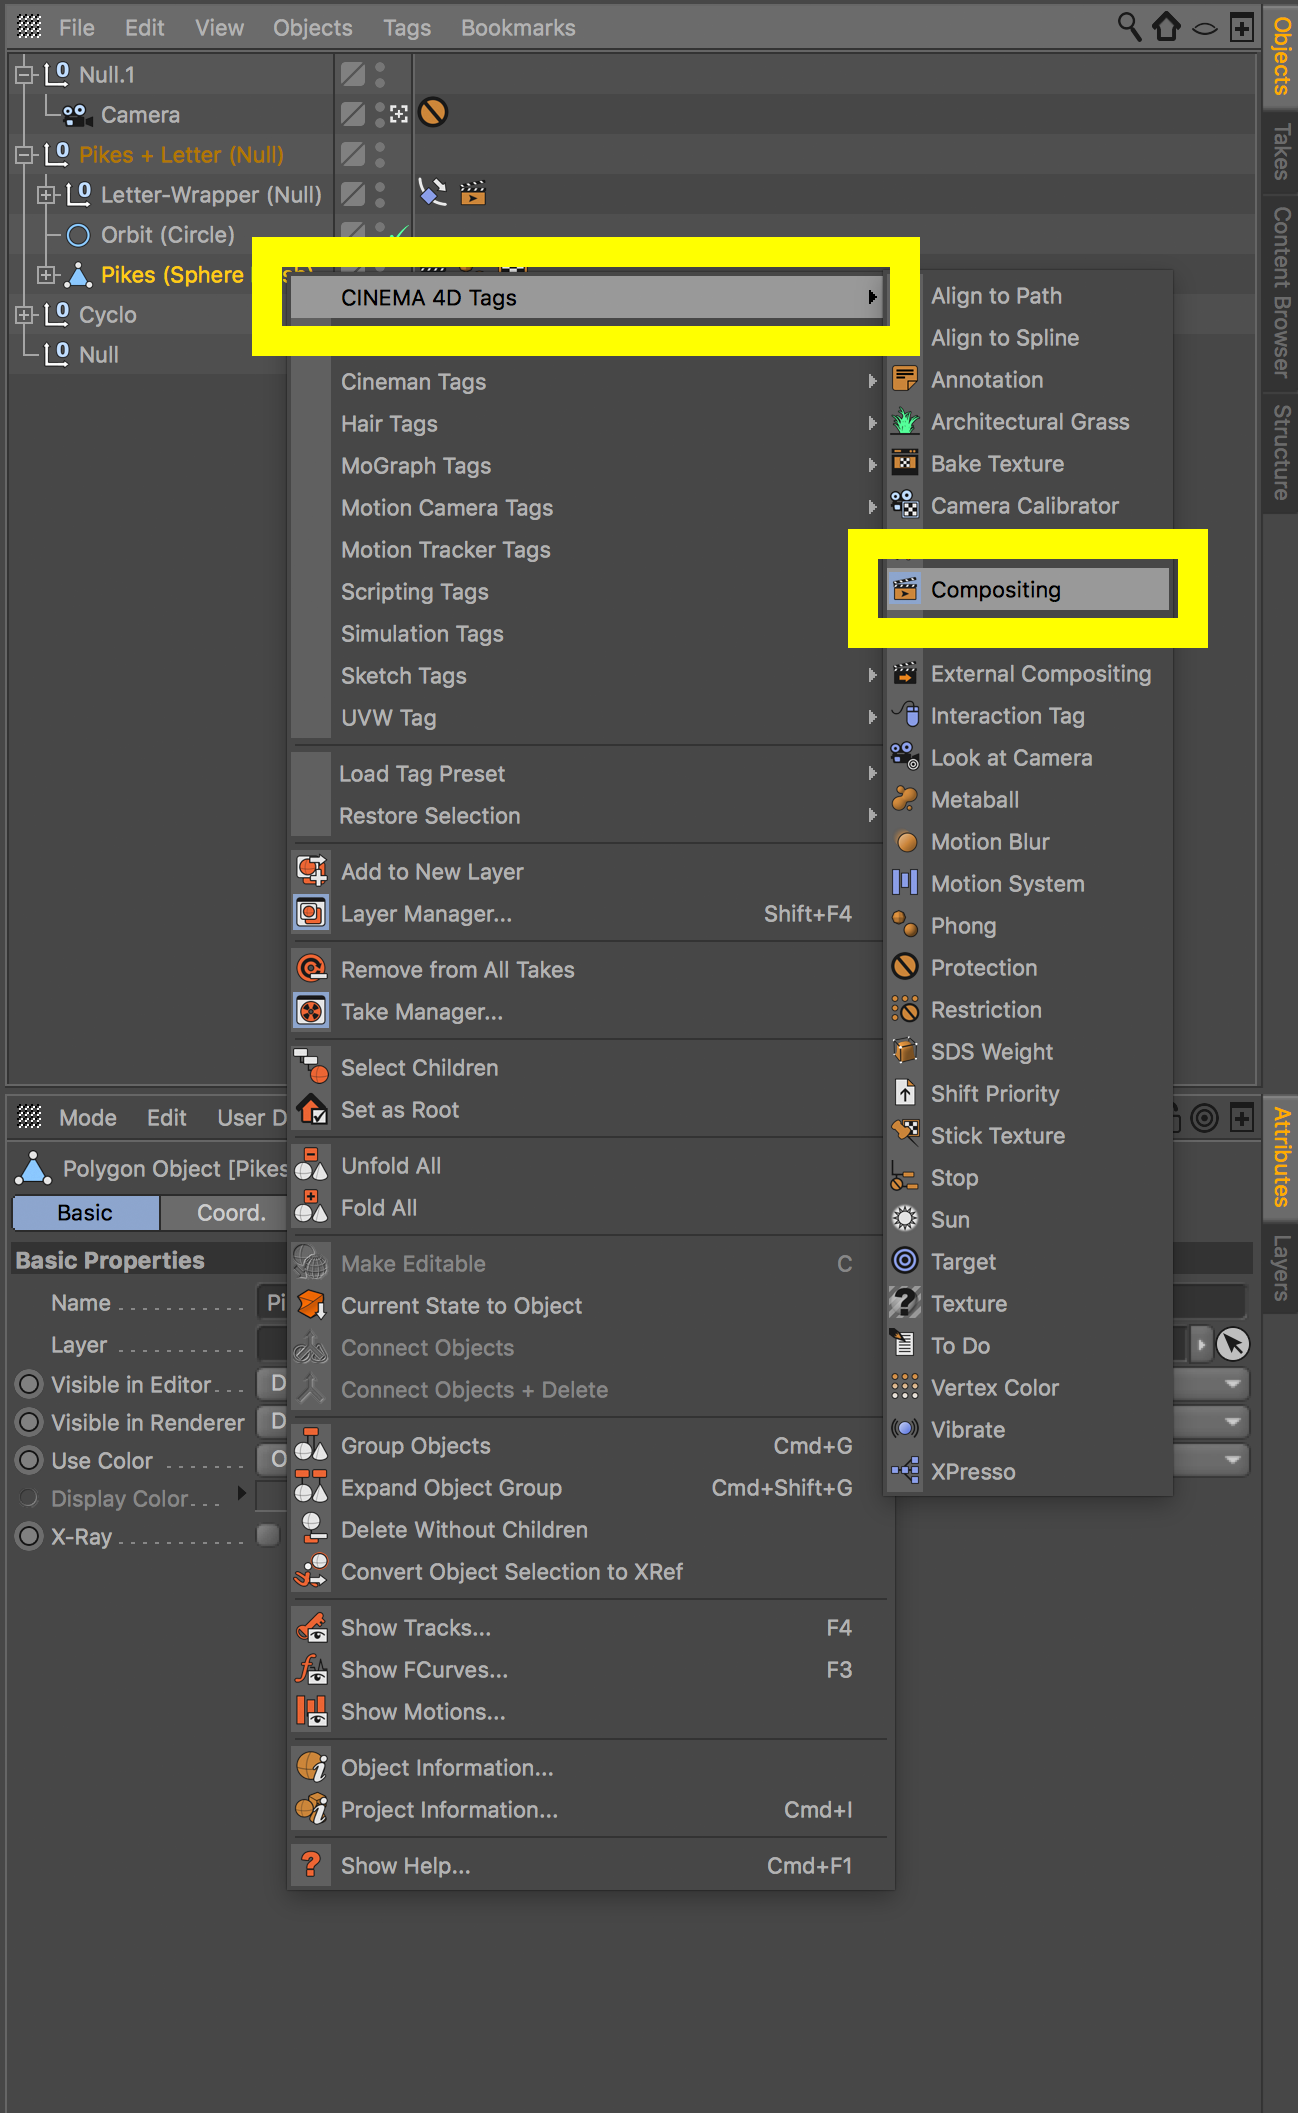 File Edit View Objects Tags Bookmarks
Null.1
Camera
Pikes + Letter (Null)
Letter-Wrapper (Null)
Orbit (Circle)
Pikes (Sphere
Cyclo
Null
Objects
Takes
Content Browser
Structure
CINEMA 4D Tags
Cineman Tags
Hair Tags
MoGraph Tags
Motion Camera Tags
Motion Tracker Tags
Scripting Tags
Simulation Tags
Sketch Tags
UVW Tag
Load Tag Preset
Restore Selection
Add to New Layer
Layer Manager... Shift+F4
Remove from All Takes
Take Manager...
Select Children
Set as Root
Unfold All
Fold All
Make Editable C
Current State to Object
Connect Objects
Connect Objects + Delete
Group Objects Cmd+G
Expand Object Group Cmd+Shift+G
Delete Without Children
Convert Object Selection to XRef
Show Tracks... F4
Show FCurves... F3
Show Motions...
Object Information...
Project Information... Cmd+I
Show Help... Cmd+F1
Align to Path
Align to Spline
Annotation
Architectural Grass
Bake Texture
Camera Calibrator
Compositing
External Compositing
Interaction Tag
Look at Camera
Metaball
Motion Blur
Motion System
Phong
Protection
Restriction
SDS Weight
Shift Priority
Stick Texture
Stop
Sun
Target
Texture
To Do
Vertex Color
Vibrate
XPresso
Mode Edit User D
Polygon Object [Pikes
Basic Coord.
Basic Properties
Name Pi
Layer
Visible in Editor D
Visible in Renderer D
Use Color O
Display Color
X-Ray
Attributes
Layers